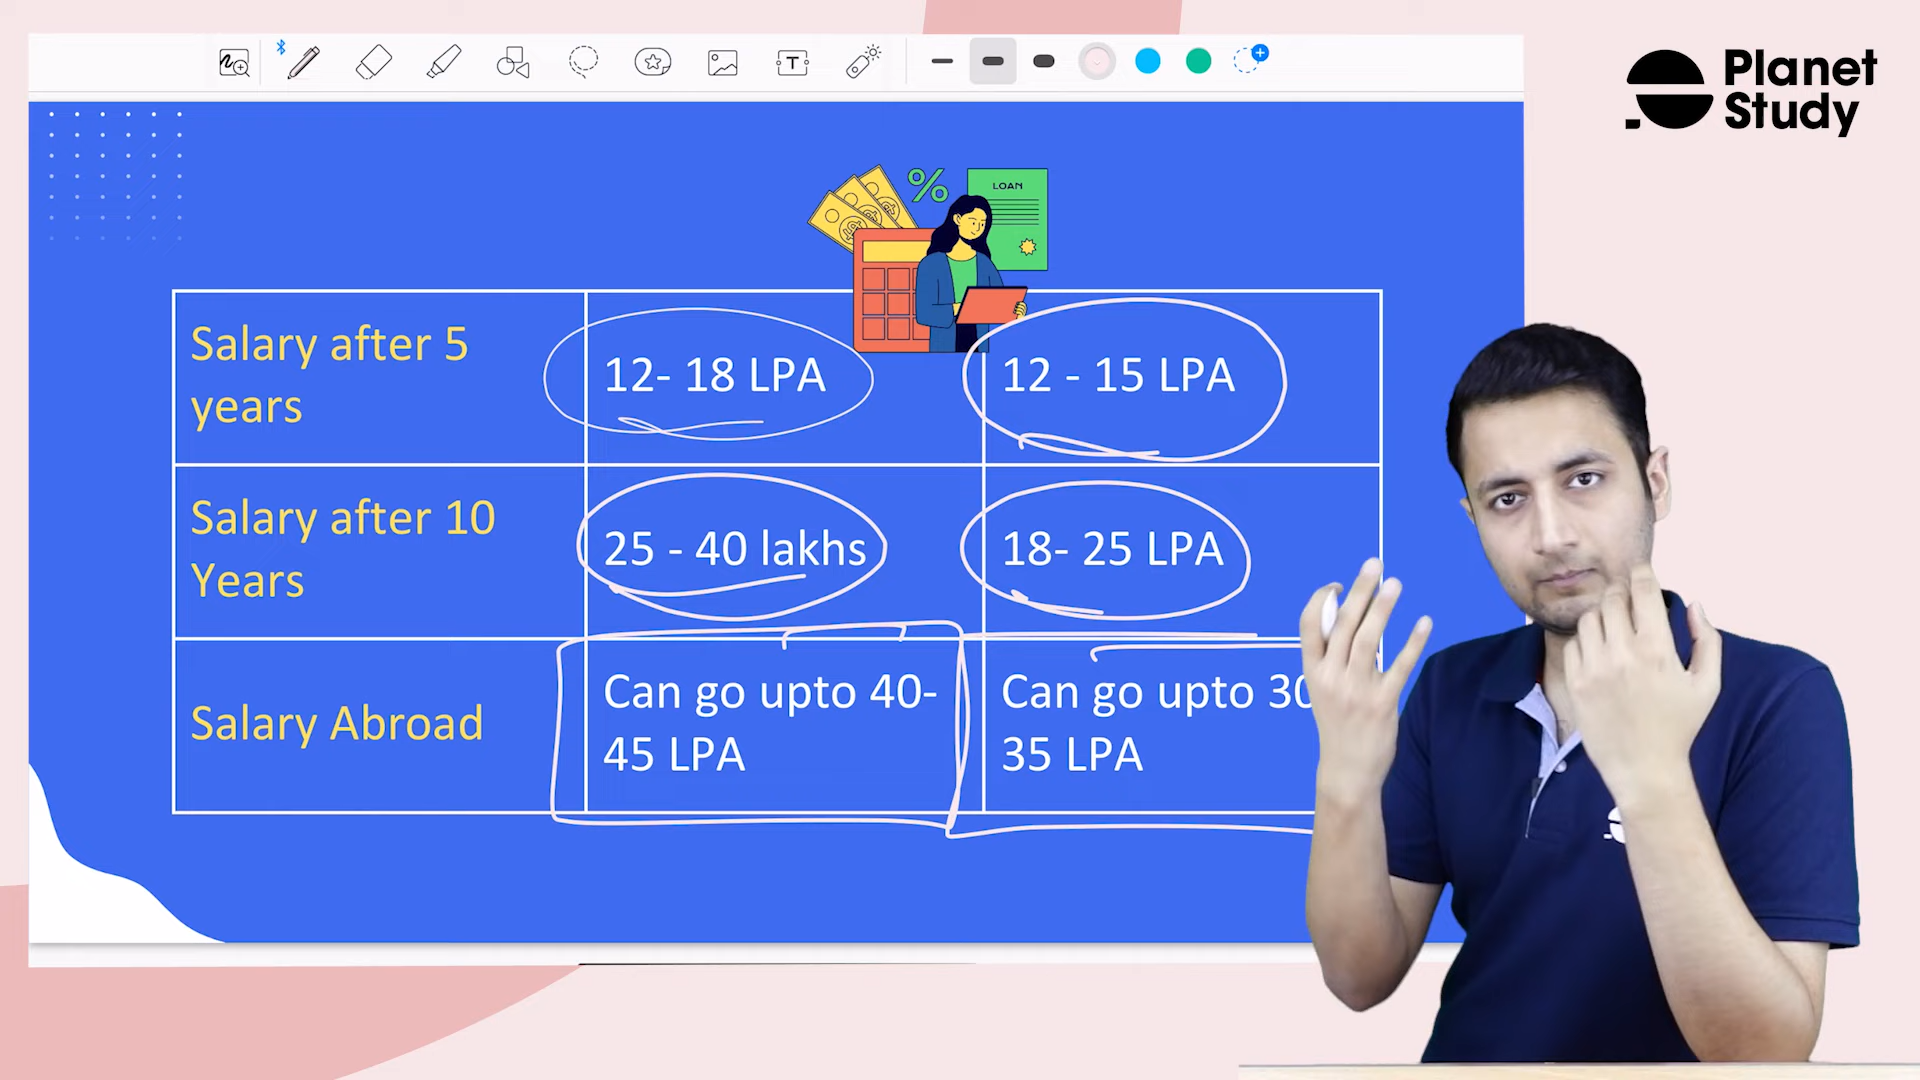 Planet
Study
%
LOAN
T
Salary after 5
years
12- 18 LPA
12 - 15 LPA
Salary after 10
Years
25 - 40 lakhs
18- 25 LPA
Salary Abroad
Can go upto 40-
45 LPA
Can go upto 30
35 LPA